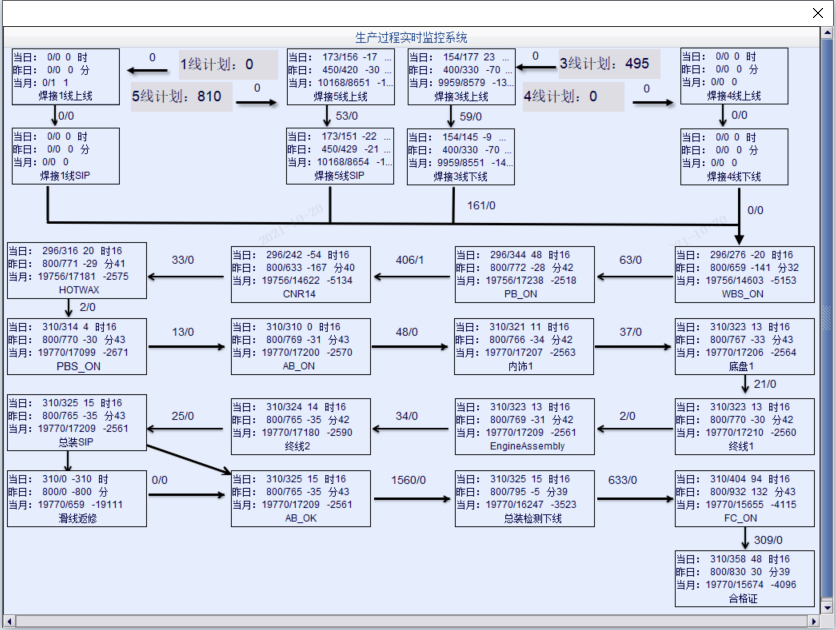 生产过程实时监控系统
当日: 0/0 0 时
昨日: 0/0 0 分
当月: 0/1 1
焊接1线上线
0
1线计划: 0
5线计划: 810
0
当日: 173/156 -17 ...
昨日: 450/420 -30 ...
当月: 10168/8651 -1...
焊接5线上线
当日: 154/177 23 ...
昨日: 400/330 -70 ...
当月: 9959/8579 -13...
焊接3线上线
0
3线计划: 495
4线计划: 0
0
当日: 0/0 0 时
昨日: 0/0 0 分
当月: 0/0 0
焊接4线上线
0/0
53/0
59/0
0/0
当日: 0/0 0 时
昨日: 0/0 0 分
当月: 0/0 0
焊接1线SIP
当日: 173/151 -22 ...
昨日: 450/429 -21 ...
当月: 10168/8654 -1...
焊接5线SIP
当日: 154/145 -9 ...
昨日: 400/330 -70 ...
当月: 9959/8551 -14...
焊接3线下线
当日: 0/0 0 时
昨日: 0/0 0 分
当月: 0/0 0
焊接4线下线
161/0
0/0
当日: 296/316 20 时16
昨日: 800/771 -29 分41
当月: 19756/17181 -2575
HOTWAX
33/0
当日: 296/242 -54 时16
昨日: 800/633 -167 分40
当月: 19756/14622 -5134
CNR14
406/1
当日: 296/344 48 时16
昨日: 800/772 -28 分42
当月: 19756/17238 -2518
PB_ON
63/0
当日: 296/276 -20 时16
昨日: 800/659 -141 分32
当月: 19756/14603 -5153
WBS_ON
2/0
当日: 310/314 4 时16
昨日: 800/770 -30 分43
当月: 19770/17099 -2671
PBS_ON
13/0
当日: 310/310 0 时16
昨日: 800/769 -31 分43
当月: 19770/17200 -2570
AB_ON
48/0
当日: 310/321 11 时16
昨日: 800/766 -34 分42
当月: 19770/17207 -2563
内饰1
37/0
当日: 310/323 13 时16
昨日: 800/767 -33 分43
当月: 19770/17206 -2564
底盘1
21/0
当日: 310/325 15 时16
昨日: 800/765 -35 分43
当月: 19770/17209 -2561
总装SIP
25/0
当日: 310/324 14 时16
昨日: 800/765 -35 分42
当月: 19770/17180 -2590
终线2
34/0
当日: 310/323 13 时16
昨日: 800/769 -31 分42
当月: 19770/17209 -2561
EngineAssembly
2/0
当日: 310/323 13 时16
昨日: 800/770 -30 分42
当月: 19770/17210 -2560
终线1
当日: 310/0 -310 时
昨日: 800/0 -800 分
当月: 19770/659 -19111
滑线返修
0/0
当日: 310/325 15 时16
昨日: 800/765 -35 分43
当月: 19770/17209 -2561
AB_OK
1560/0
当日: 310/325 15 时16
昨日: 800/795 -5 分39
当月: 19770/16247 -3523
总装检测下线
633/0
当日: 310/404 94 时16
昨日: 800/932 132 分43
当月: 19770/15655 -4115
FC_ON
309/0
当日: 310/358 48 时16
昨日: 800/830 30 分39
当月: 19770/15674 -4096
合格证